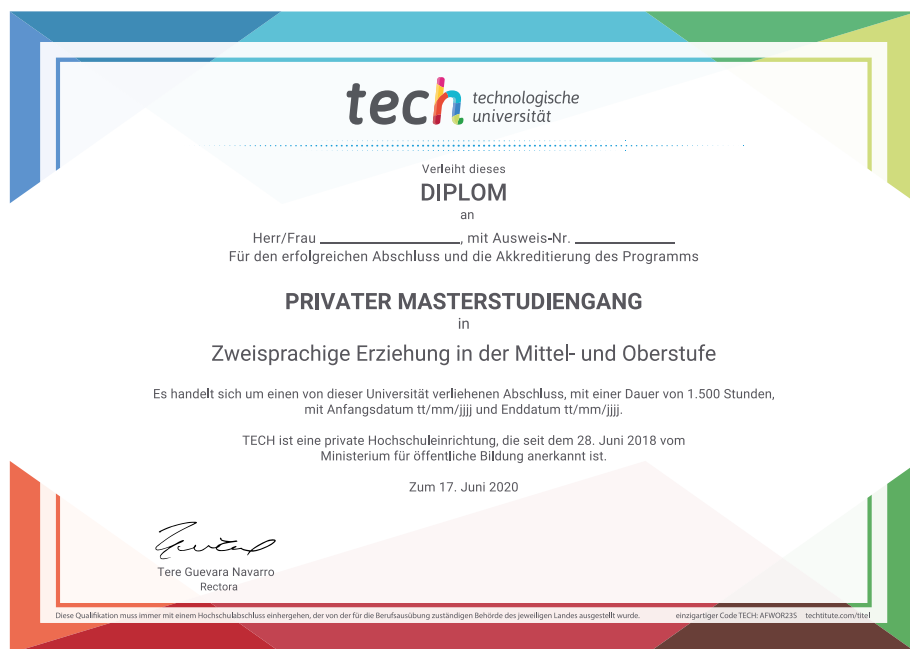 tech technologische
universität
Verleiht dieses
DIPLOM
an
Herr/Frau ____________________, mit Ausweis-Nr. ______________
Für den erfolgreichen Abschluss und die Akkreditierung des Programms
PRIVATER MASTERSTUDIENGANG
in
Zweisprachige Erziehung in der Mittel- und Oberstufe
Es handelt sich um einen von dieser Universität verliehenen Abschluss, mit einer Dauer von 1.500 Stunden,
mit Anfangsdatum tt/mm/jjjj und Enddatum tt/mm/jjjj.
TECH ist eine private Hochschuleinrichtung, die seit dem 28. Juni 2018 vom
Ministerium für öffentliche Bildung anerkannt ist.
Zum 17. Juni 2020
Tere Guevara Navarro
Rectora
Diese Qualifikation muss immer mit einem Hochschulabschluss einhergehen, der von der für die Berufsausübung zuständigen Behörde des jeweiligen Landes ausgestellt wurde. einzigartiger Code TECH: AFWOR23S techtitute.com/titel